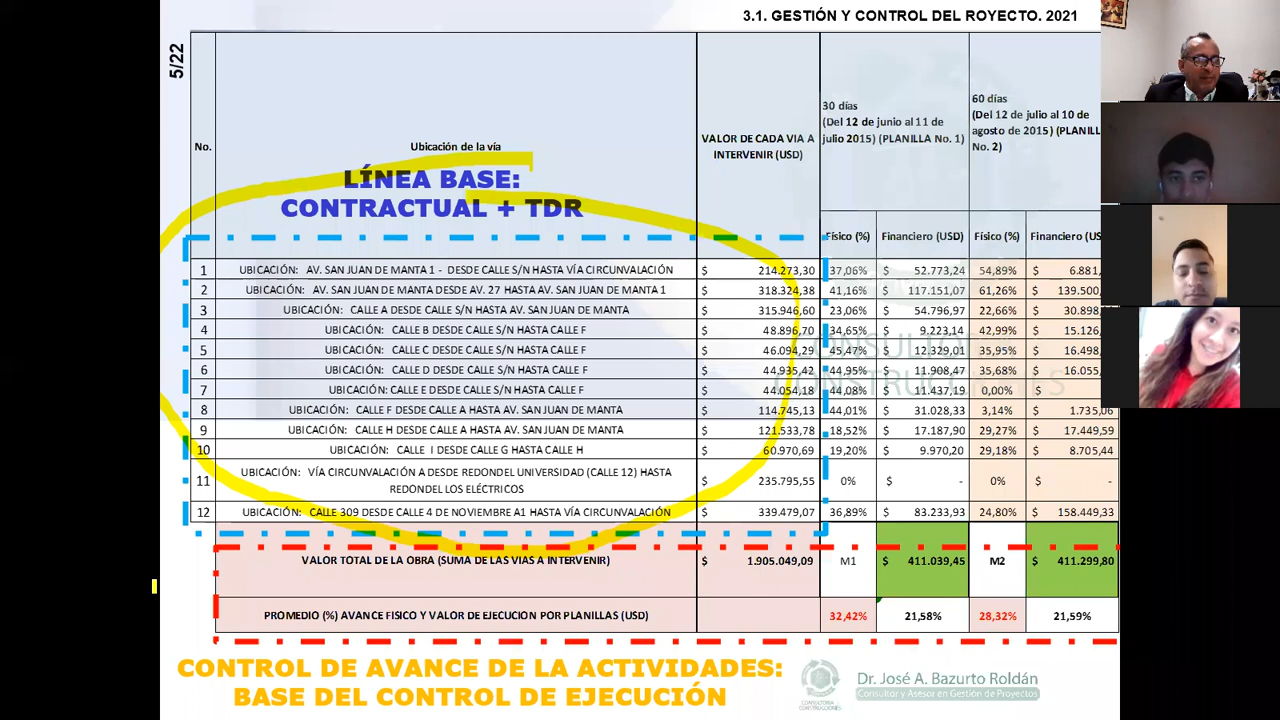 3.1. GESTIÓN Y CONTROL DEL ROYECTO. 2021
5/22
No.
Ubicación de la vía
VALOR DE CADA VIA A
INTERVENIR (USD)
30 días
(Del 12 de junio al 11 de
julio 2015) (PLANILLA No. 1)
60 días
(Del 12 de julio al 10 de
agosto de 2015) (PLANIL
No. 2)
LÍNEA BASE:
CONTRACTUAL + TDR
Físico (%) Financiero (USD) Físico (%) Financiero (US
1 UBICACIÓN: AV. SAN JUAN DE MANTA 1 - DESDE CALLE S/N HASTA VÍA CIRCUNVALACIÓN $ 214.273,30 37,06% $ 52.773,24 54,89% $ 6.881,
2 UBICACIÓN: AV. SAN JUAN DE MANTA DESDE AV. 27 HASTA AV. SAN JUAN DE MANTA 1 $ 318.324,38 41,16% $ 117.151,07 61,26% $ 139.500,
3 UBICACIÓN: CALLE A DESDE CALLE S/N HASTA AV. SAN JUAN DE MANTA $ 315.946,60 23,06% $ 54.796,97 22,66% $ 30.898,
4 UBICACIÓN: CALLE B DESDE CALLE S/N HASTA CALLE F $ 48.896,70 34,65% $ 9.223,14 42,99% $ 15.126,
5 UBICACIÓN: CALLE C DESDE CALLE S/N HASTA CALLE F $ 46.094,29 45,47% $ 12.329,01 35,95% $ 16.498,
6 UBICACIÓN: CALLE D DESDE CALLE S/N HASTA CALLE F $ 44.935,42 44,95% $ 11.908,47 35,68% $ 16.055,
7 UBICACIÓN: CALLE E DESDE CALLE S/N HASTA CALLE F $ 44.054,18 44,08% $ 11.437,19 0,00% $
8 UBICACIÓN: CALLE F DESDE CALLE A HASTA AV. SAN JUAN DE MANTA $ 114.745,13 44,01% $ 31.028,33 3,14% $ 1.735,06
9 UBICACIÓN: CALLE H DESDE CALLE A HASTA AV. SAN JUAN DE MANTA $ 121.533,78 18,52% $ 17.187,90 29,27% $ 17.449,59
10 UBICACIÓN: CALLE I DESDE CALLE G HASTA CALLE H $ 60.970,69 19,20% $ 9.970,20 29,18% $ 8.705,44
11 UBICACIÓN: VÍA CIRCUNVALACIÓN A DESDE REDONDEL UNIVERSIDAD (CALLE 12) HASTA
REDONDEL LOS ELÉCTRICOS $ 235.795,55 0% $ - 0% $ -
12 UBICACIÓN: CALLE 309 DESDE CALLE 4 DE NOVIEMBRE A1 HASTA VÍA CIRCUNVALACIÓN $ 339.479,07 36,89% $ 83.233,93 24,80% $ 158.449,33
VALOR TOTAL DE LA OBRA (SUMA DE LAS VIAS A INTERVENIR) $ 1.905.049,09 M1 $ 411.039,45 M2 $ 411.299,80
PROMEDIO (%) AVANCE FISICO Y VALOR DE EJECUCION POR PLANILLAS (USD) 32,42% 21,58% 28,32% 21,59%
CONTROL DE AVANCE DE LA ACTIVIDADES:
BASE DEL CONTROL DE EJECUCIÓN
CONSULTORIA
CONSTRUCCIONES
Dr. José A. Bazurto Roldán
Consultor y Asesor en Gestión de Proyectos